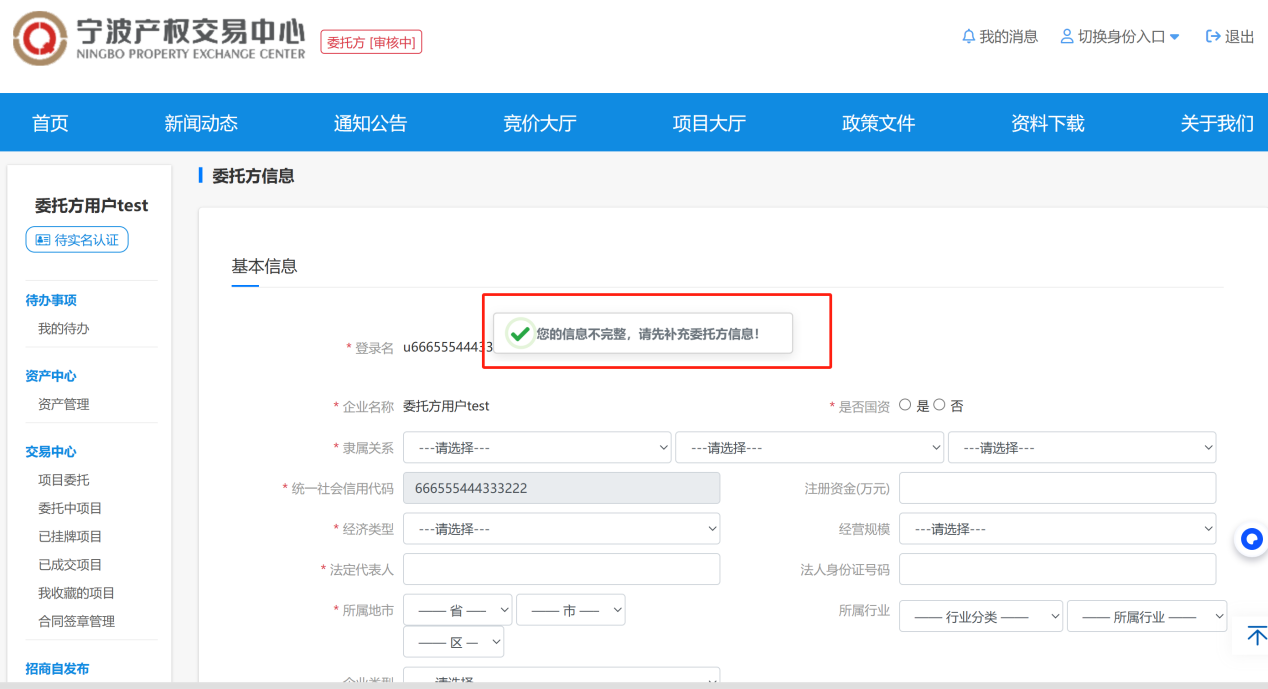 宁波产权交易中心
NINGBO PROPERTY EXCHANGE CENTER
委托方 [审核中]
我的消息 切换身份入口 退出
首页 新闻动态 通知公告 竞价大厅 项目大厅 政策文件 资料下载 关于我们
委托方用户test
待实名认证
待办事项
我的待办
资产中心
资产管理
交易中心
项目委托
委托中项目
已挂牌项目
已成交项目
我收藏的项目
合同签章管理
招商自发布
委托方信息
基本信息
您的信息不完整，请先补充委托方信息！
* 登录名 u66655544433
* 企业名称 委托方用户test * 是否国资 是 否
* 隶属关系 ---请选择--- ---请选择--- ---请选择---
* 统一社会信用代码 666555444333222 注册资金(万元)
* 经济类型 ---请选择--- 经营规模 ---请选择---
* 法定代表人 法人身份证号码
* 所属地市 —— 省 —— —— 市 —— 所属行业 —— 行业分类 —— —— 所属行业 ——
—— 区 —
企业类型 ---请选择---